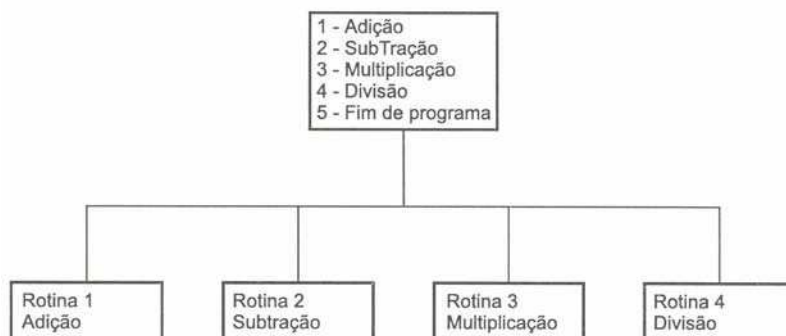 1 - Adição
2 - SubTração
3 - Multiplicação
4 - Divisão
5 - Fim de programa
Rotina 1
Adição
Rotina 2
Subtração
Rotina 3
Multiplicação
Rotina 4
Divisão